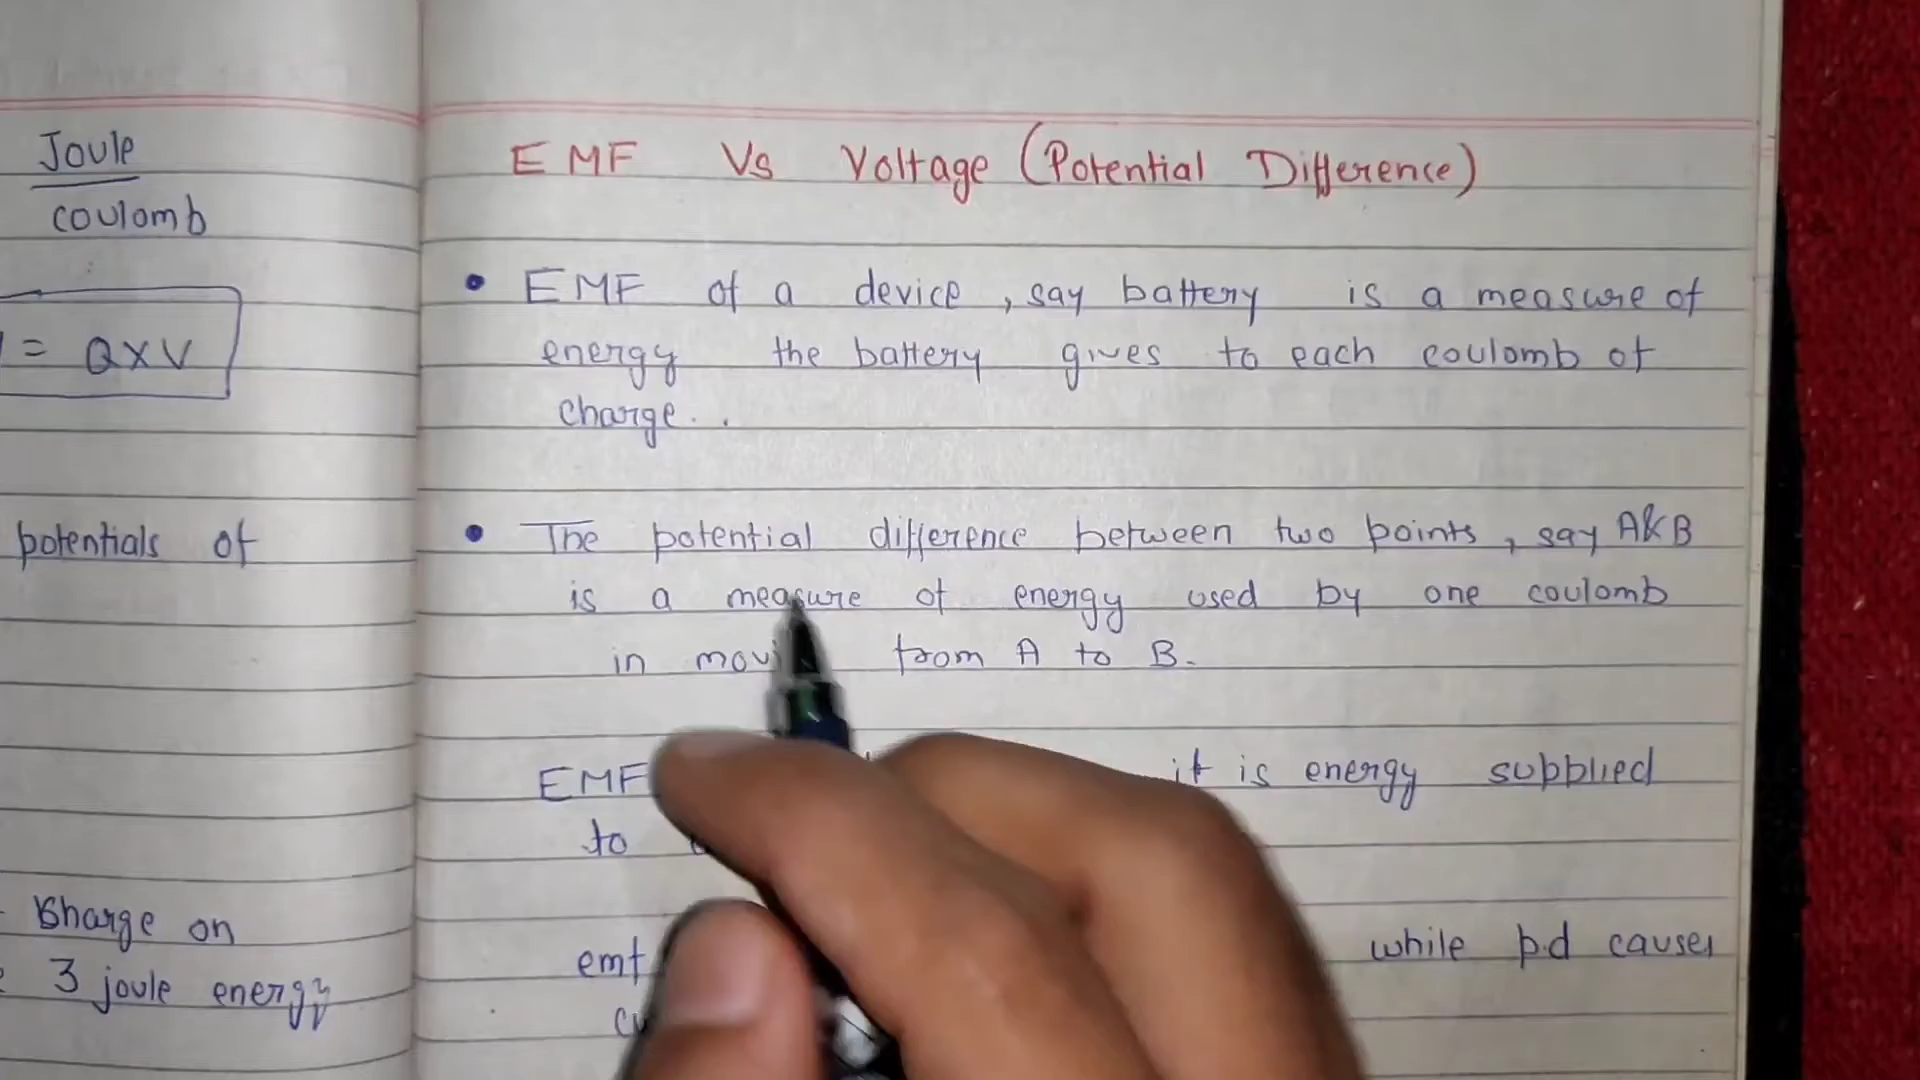 Joule
coulomb
= Q x V
potentials of
charge on
3 joule energy
EMF Vs Voltage (Potential Difference)
• EMF of a device, say battery is a measure of
energy the battery gives to each coulomb of
charge..
• The potential difference between two points, say A & B
is a measure of energy used by one coulomb
in from A to B.
EMF it is energy supplied
to
emf while p.d causes